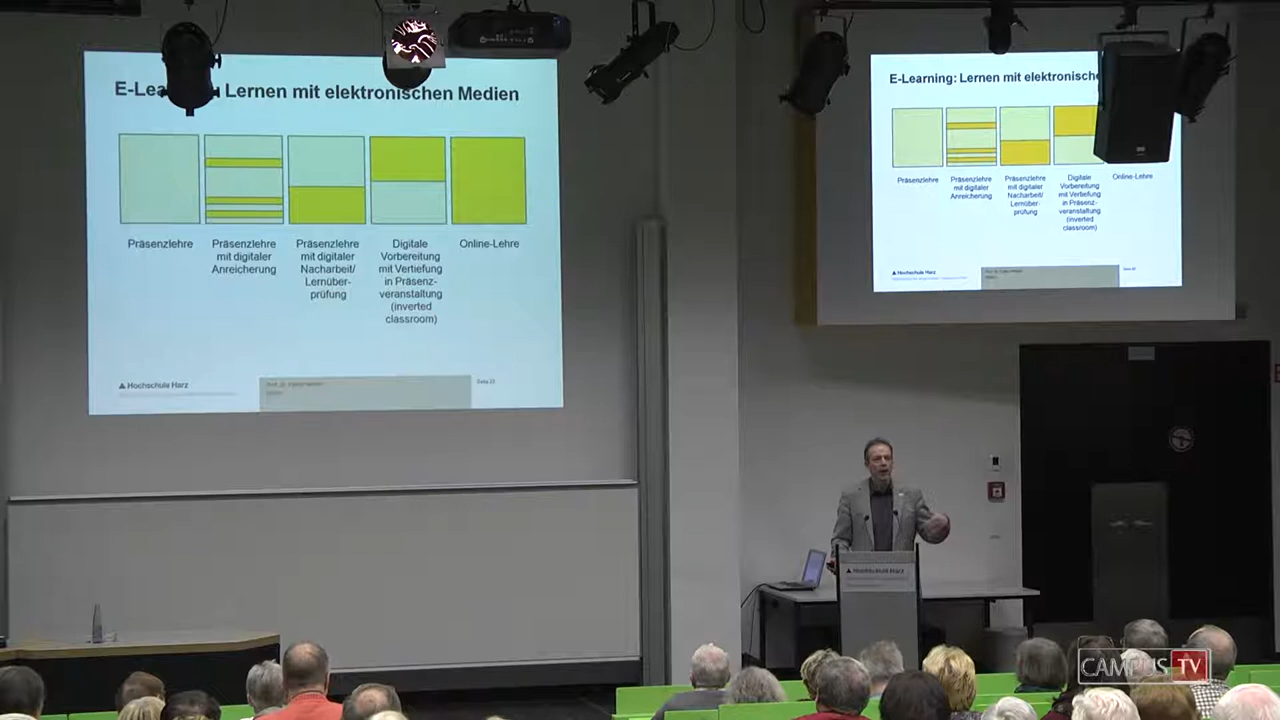 E-Lea Lernen mit elektronischen Medien
Präsenzlehre
Präsenzlehre
mit digitaler
Anreicherung
Präsenzlehre
mit digitaler
Nacharbeit/
Lernüber-
prüfung
Digitale
Vorbereitung
mit Vertiefung
in Präsenz-
veranstaltung
(inverted
classroom)
Online-Lehre
Hochschule Harz
E-Learning: Lernen mit elektronische
Präsenzlehre
Präsenzlehre
mit digitaler
Anreicherung
Präsenzlehre
mit digitaler
Nacharbeit/
Lernüber-
prüfung
Digitale
Vorbereitung
mit Vertiefung
in Präsenz-
veranstaltung
(inverted
classroom)
Online-Lehre
Hochschule Harz
Hochschule Harz
CAMPUS TV